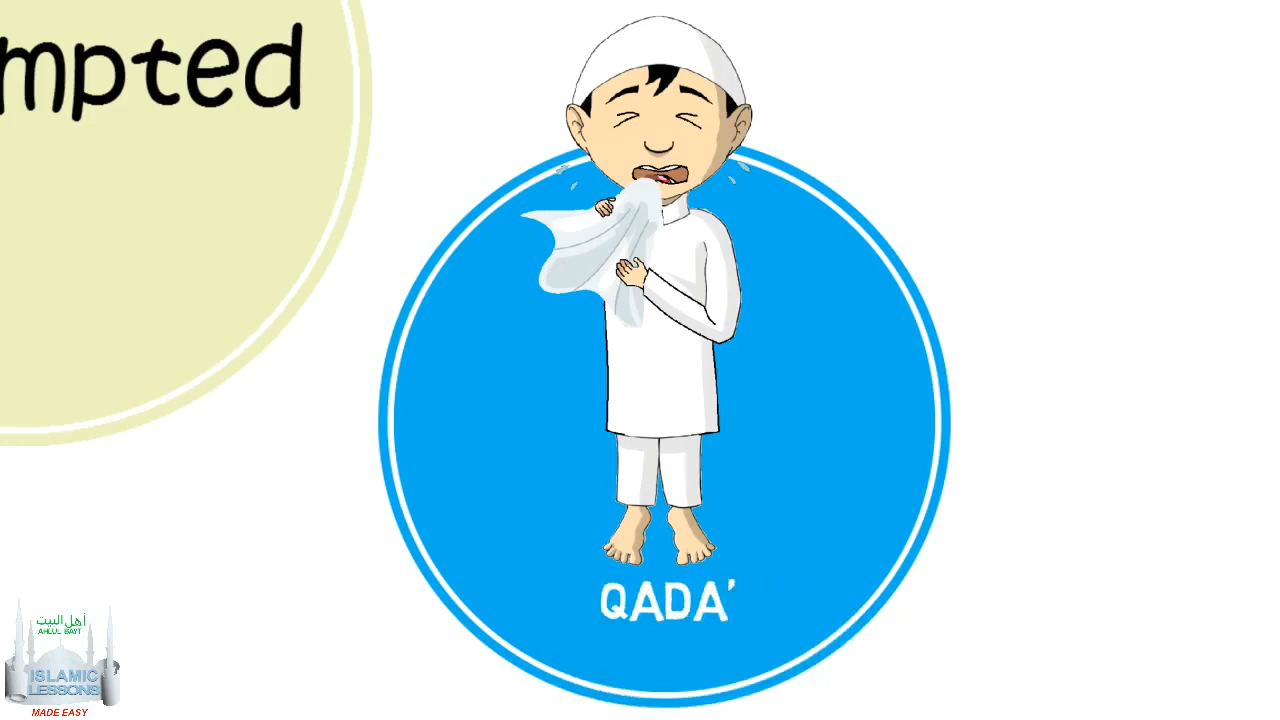 mpted
QADA'
أهل البيت
AHLUL BAYT
ISLAMIC
LESSONS
MADE EASY